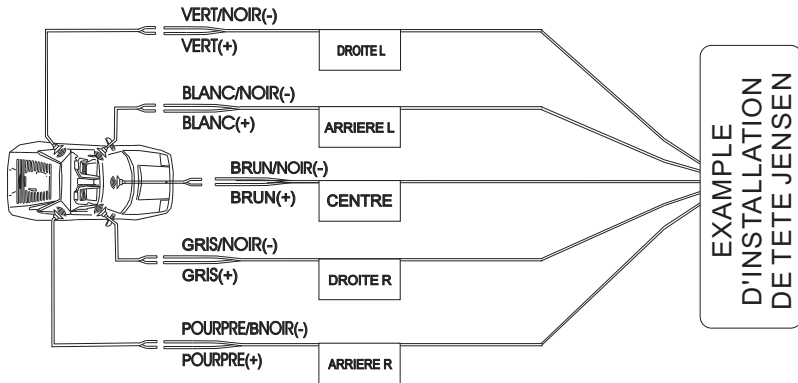 VERT/NOIR(-)
VERT(+)
DROITE L
BLANC/NOIR(-)
BLANC(+)
ARRIERE L
BRUN/NOIR(-)
BRUN(+)
CENTRE
GRIS/NOIR(-)
GRIS(+)
DROITE R
POURPRE/BNOIR(-)
POURPRE(+)
ARRIERE R
EXAMPLE
D'INSTALLATION
DE TETE JENSEN